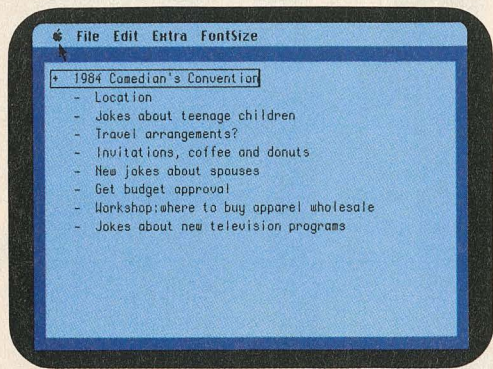 File Edit Extra FontSize
+ 1984 Comedian's Convention
- Location
- Jokes about teenage children
- Travel arrangements?
- Invitations, coffee and donuts
- New jokes about spouses
- Get budget approval
- Workshop:where to buy apparel wholesale
- Jokes about new television programs